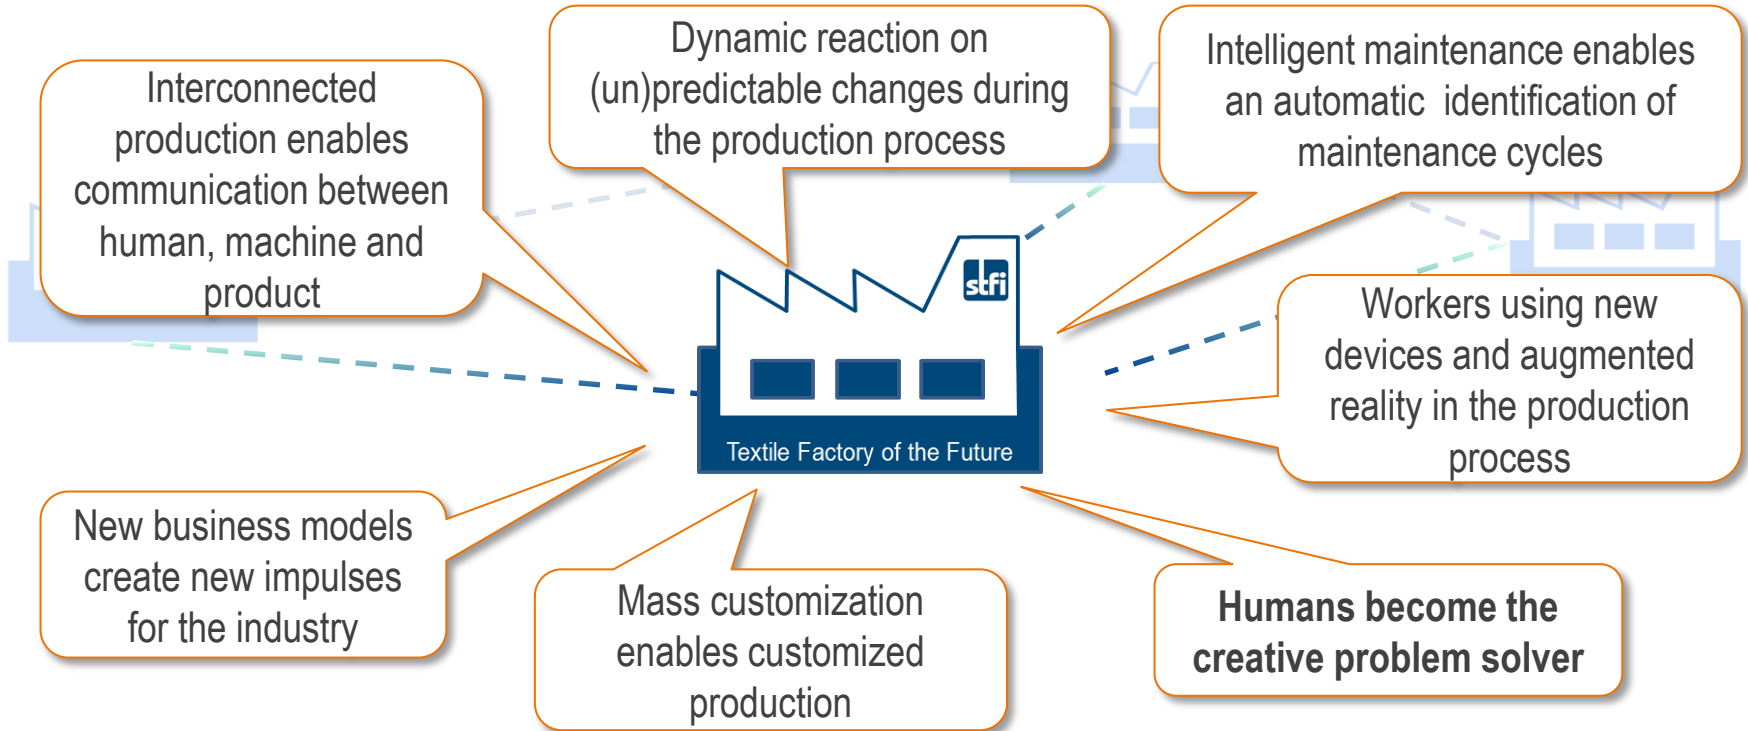 Interconnected
production enables
communication between
human, machine and
product
Dynamic reaction on
(un)predictable changes during
the production process
Intelligent maintenance enables
an automatic identification of
maintenance cycles
stfi
Textile Factory of the Future
Workers using new
devices and augmented
reality in the production
process
New business models
create new impulses
for the industry
Mass customization
enables customized
production
Humans become the
creative problem solver